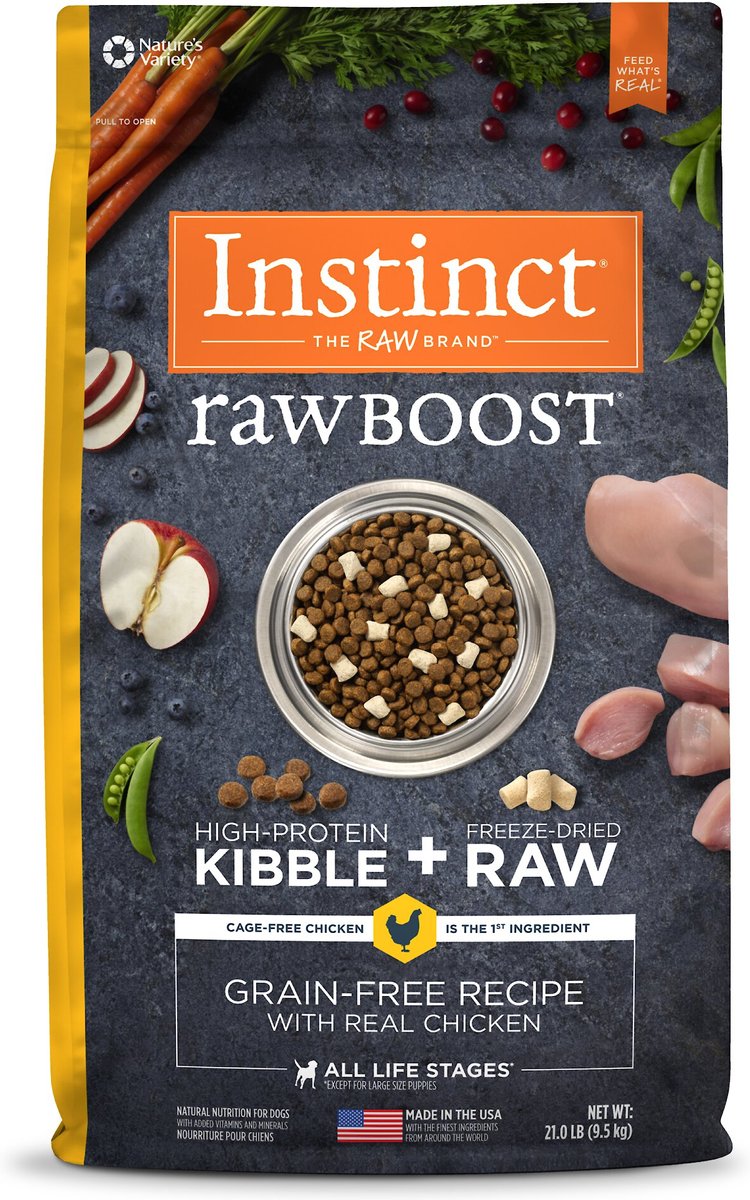 Nature's
Variety®
PULL TO OPEN
FEED
WHAT'S
REAL®
Instinct®
THE RAW BRAND™
rawBOOST®
HIGH-PROTEIN
KIBBLE
+
FREEZE-DRIED
RAW
CAGE-FREE CHICKEN IS THE 1ST INGREDIENT
GRAIN-FREE RECIPE
WITH REAL CHICKEN
ALL LIFE STAGES*
*EXCEPT FOR LARGE SIZE PUPPIES
NATURAL NUTRITION FOR DOGS
WITH ADDED VITAMINS AND MINERALS
NOURRITURE POUR CHIENS
MADE IN THE USA
WITH THE FINEST INGREDIENTS
FROM AROUND THE WORLD
NET WT:
21.0 LB (9.5 kg)